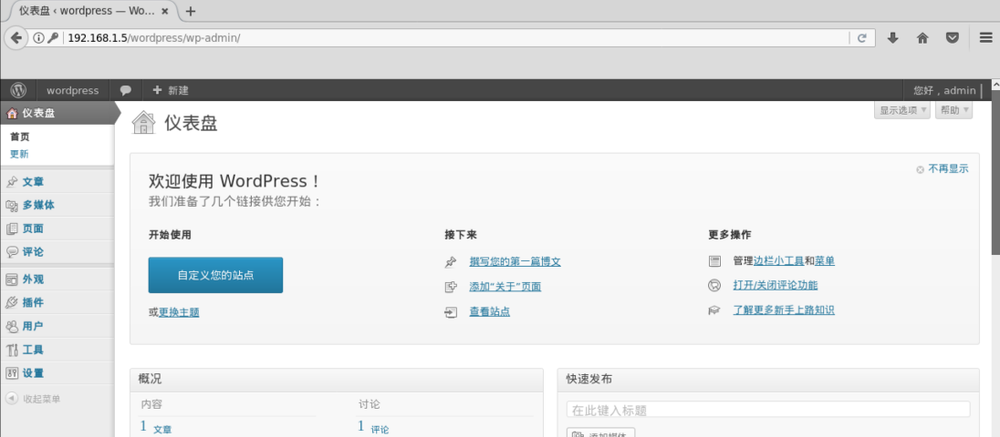 仪表盘 ‹ wordpress — Wo...
192.168.1.5/wordpress/wp-admin/
wordpress
新建
您好，admin
仪表盘
首页
更新
文章
多媒体
页面
评论
外观
插件
用户
工具
设置
收起菜单
显示选项
帮助
仪表盘
不再显示
欢迎使用 WordPress！
我们准备了几个链接供您开始：
开始使用
自定义您的站点
或更换主题
接下来
撰写您的第一篇博文
添加“关于”页面
查看站点
更多操作
管理边栏小工具和菜单
打开/关闭评论功能
了解更多新手上路知识
概况
内容
讨论
1 文章
1 评论
快速发布
在此键入标题
添加媒体